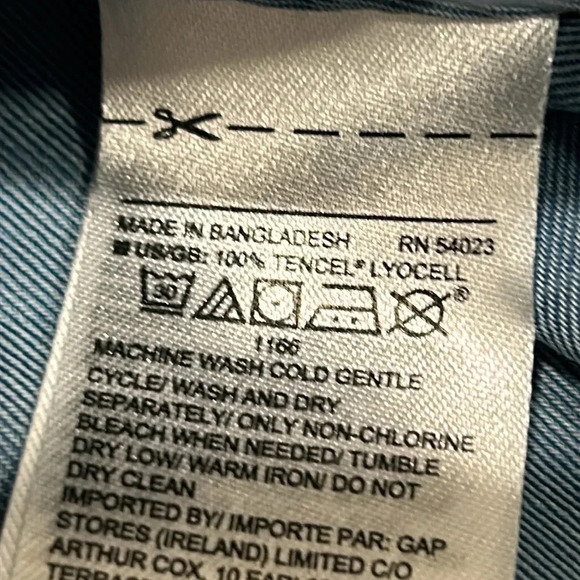 MADE IN BANGLADESH RN 54023
US/GB: 100% TENCEL® LYOCELL
30
®
1166
MACHINE WASH COLD GENTLE
CYCLE/ WASH AND DRY
SEPARATELY/ ONLY NON-CHLORINE
BLEACH WHEN NEEDED/ TUMBLE
DRY LOW/ WARM IRON/ DO NOT
DRY CLEAN
IMPORTED BY/ IMPORTE PAR: GAP
STORES (IRELAND) LIMITED C/O
ARTHUR COX, 10